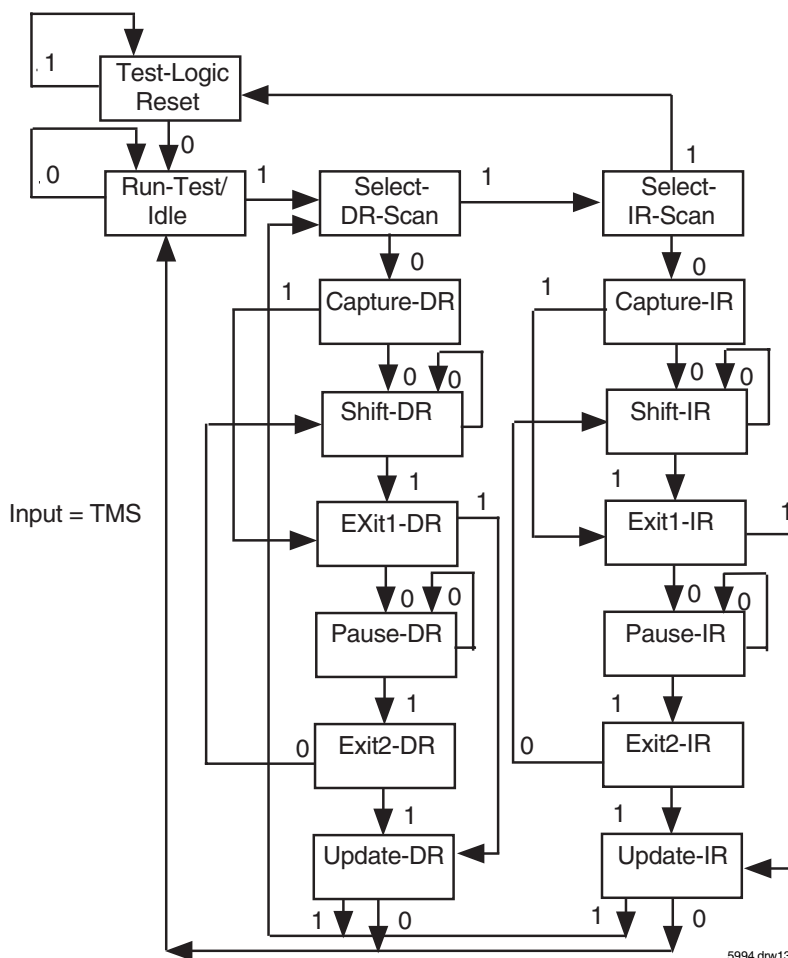 .1
Test-Logic
Reset
0
.0
Run-Test/
Idle
1
Select-
DR-Scan
1
1
Select-
IR-Scan
0
0
1
Capture-DR
1
Capture-IR
0
0
0
0
Shift-DR
Shift-IR
1
1
Input = TMS
EXit1-DR
1
Exit1-IR
1
0
0
0
0
Pause-DR
Pause-IR
1
1
0
Exit2-DR
0
Exit2-IR
1
1
Update-DR
Update-IR
1
0
1
0
5994 drw13